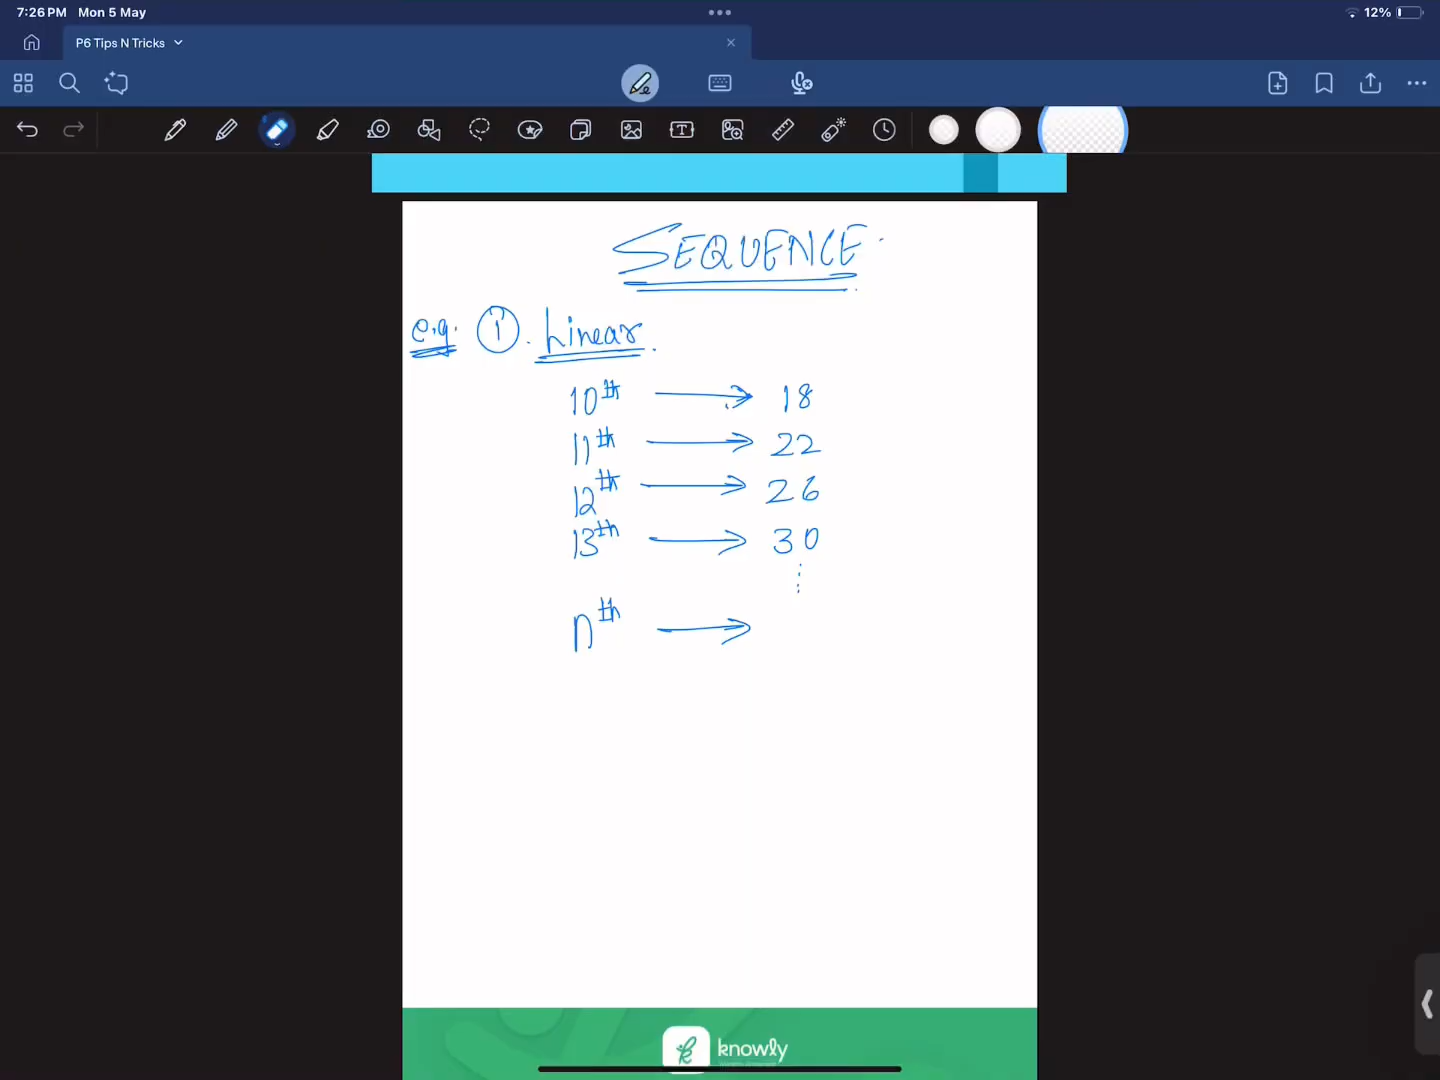 7:26 PM Mon 5 May
12%
P6 Tips N Tricks
SEQUENCE
e.g. ① Linear.
10th → 18
11th → 22
12th → 26
13th → 30
nth →
knowly